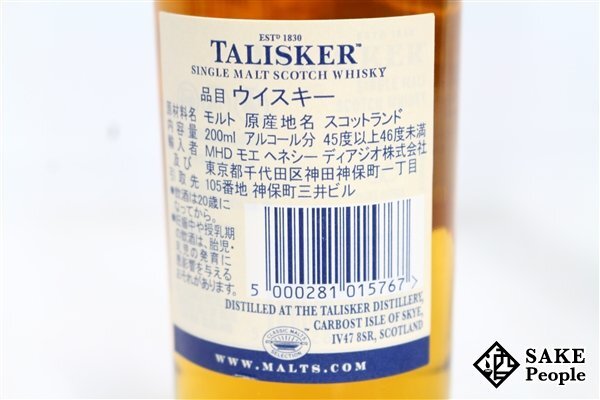 ESTD 1830
TALISKER™
SINGLE MALT SCOTCH WHISKY
品目 ウイスキー
原材料名 モルト 原産地名 スコットランド
内容量 200ml アルコール分 45度以上46度未満
輸入者 MHD モエ ヘネシー ディアジオ株式会社
及び 東京都千代田区神田神保町一丁目
引取先 105番地 神保町三井ビル
●飲酒は20歳に
なってから。
●妊娠中や授乳期
の飲酒は、胎児・
乳児の発育に
悪影響を与える
おそれがあります。
5 000281 015767 >
DISTILLED AT THE TALISKER DISTILLERY,
CARBOST ISLE OF SKYE,
IV47 8SR, SCOTLAND
CLASSIC MALTS
SELECTION
WWW.MALTS.COM
SAKE
People